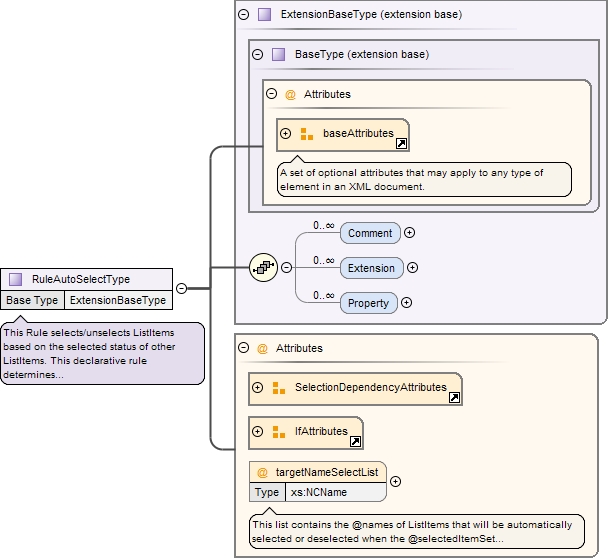 ExtensionBaseType (extension base)
BaseType (extension base)
@ Attributes
baseAttributes
A set of optional attributes that may apply to any type of
element in an XML document.
0..∞
Comment
0..∞
Extension
0..∞
Property
RuleAutoSelectType
Base Type ExtensionBaseType
This Rule selects/unselects ListItems
based on the selected status of other
ListItems. This declarative rule
determines...
@ Attributes
SelectionDependencyAttributes
IfAttributes
@ targetNameSelectList
Type xs:NCName
This list contains the @names of ListItems that will be automatically
selected or deselected when the @selectedItemSet...